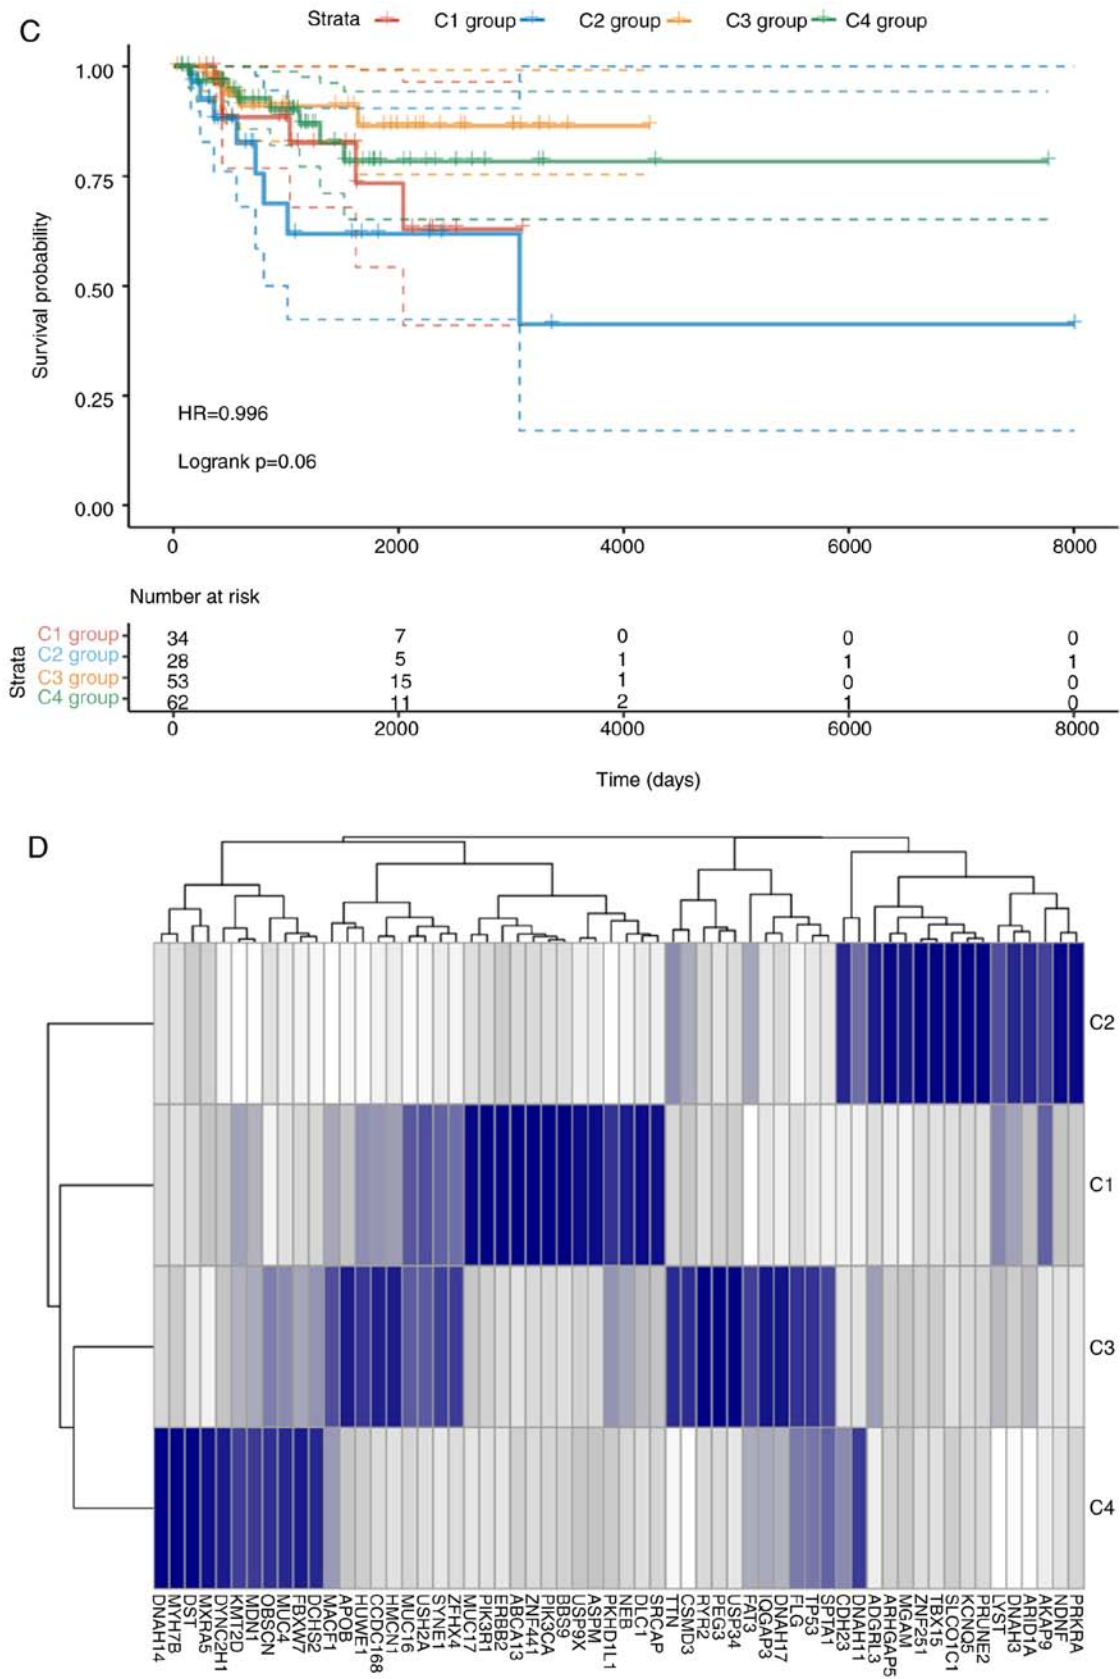 C
Strata C1 group C2 group C3 group C4 group
1.00
0.75
0.50
0.25
0.00
Survival probability
HR=0.996
Logrank p=0.06
0 2000 4000 6000 8000
Number at risk
Strata
C1 group 34 7 0 0 0
C2 group 28 5 1 1 1
C3 group 53 15 1 0 0
C4 group 62 11 2 1 0
0 2000 4000 6000 8000
Time (days)
D
C2
C1
C3
C4
DNAH14
MYH7B
DST
MXRA5
DYNC2H1
KMT2D
MDN1
OBSCN
MUC4
FBXW7
DCHS2
MACF1
APOB
HUWE1
CCDC168
HMCN1
MUC16
USH2A
SYNE1
ZFHX4
MUC17
PIK3R1
ERBB2
ABCA13
ZNF441
PIK3CA
BBS9
USP9X
ASPM
PKHD1L1
NEB
DLC1
SRCAP
TTN
CSMD3
RYR2
PEG3
USP34
FAT3
IQGAP3
DNAH17
FLG
TP53
SPTA1
CDH23
DNAH11
ADGRL3
ARHGAP5
MGAM
ZNF251
TBX15
SLCO1C1
KCNQ5
PRUNE2
LYST
DNAH3
ARID1A
AKAP9
NDNF
PRKRA